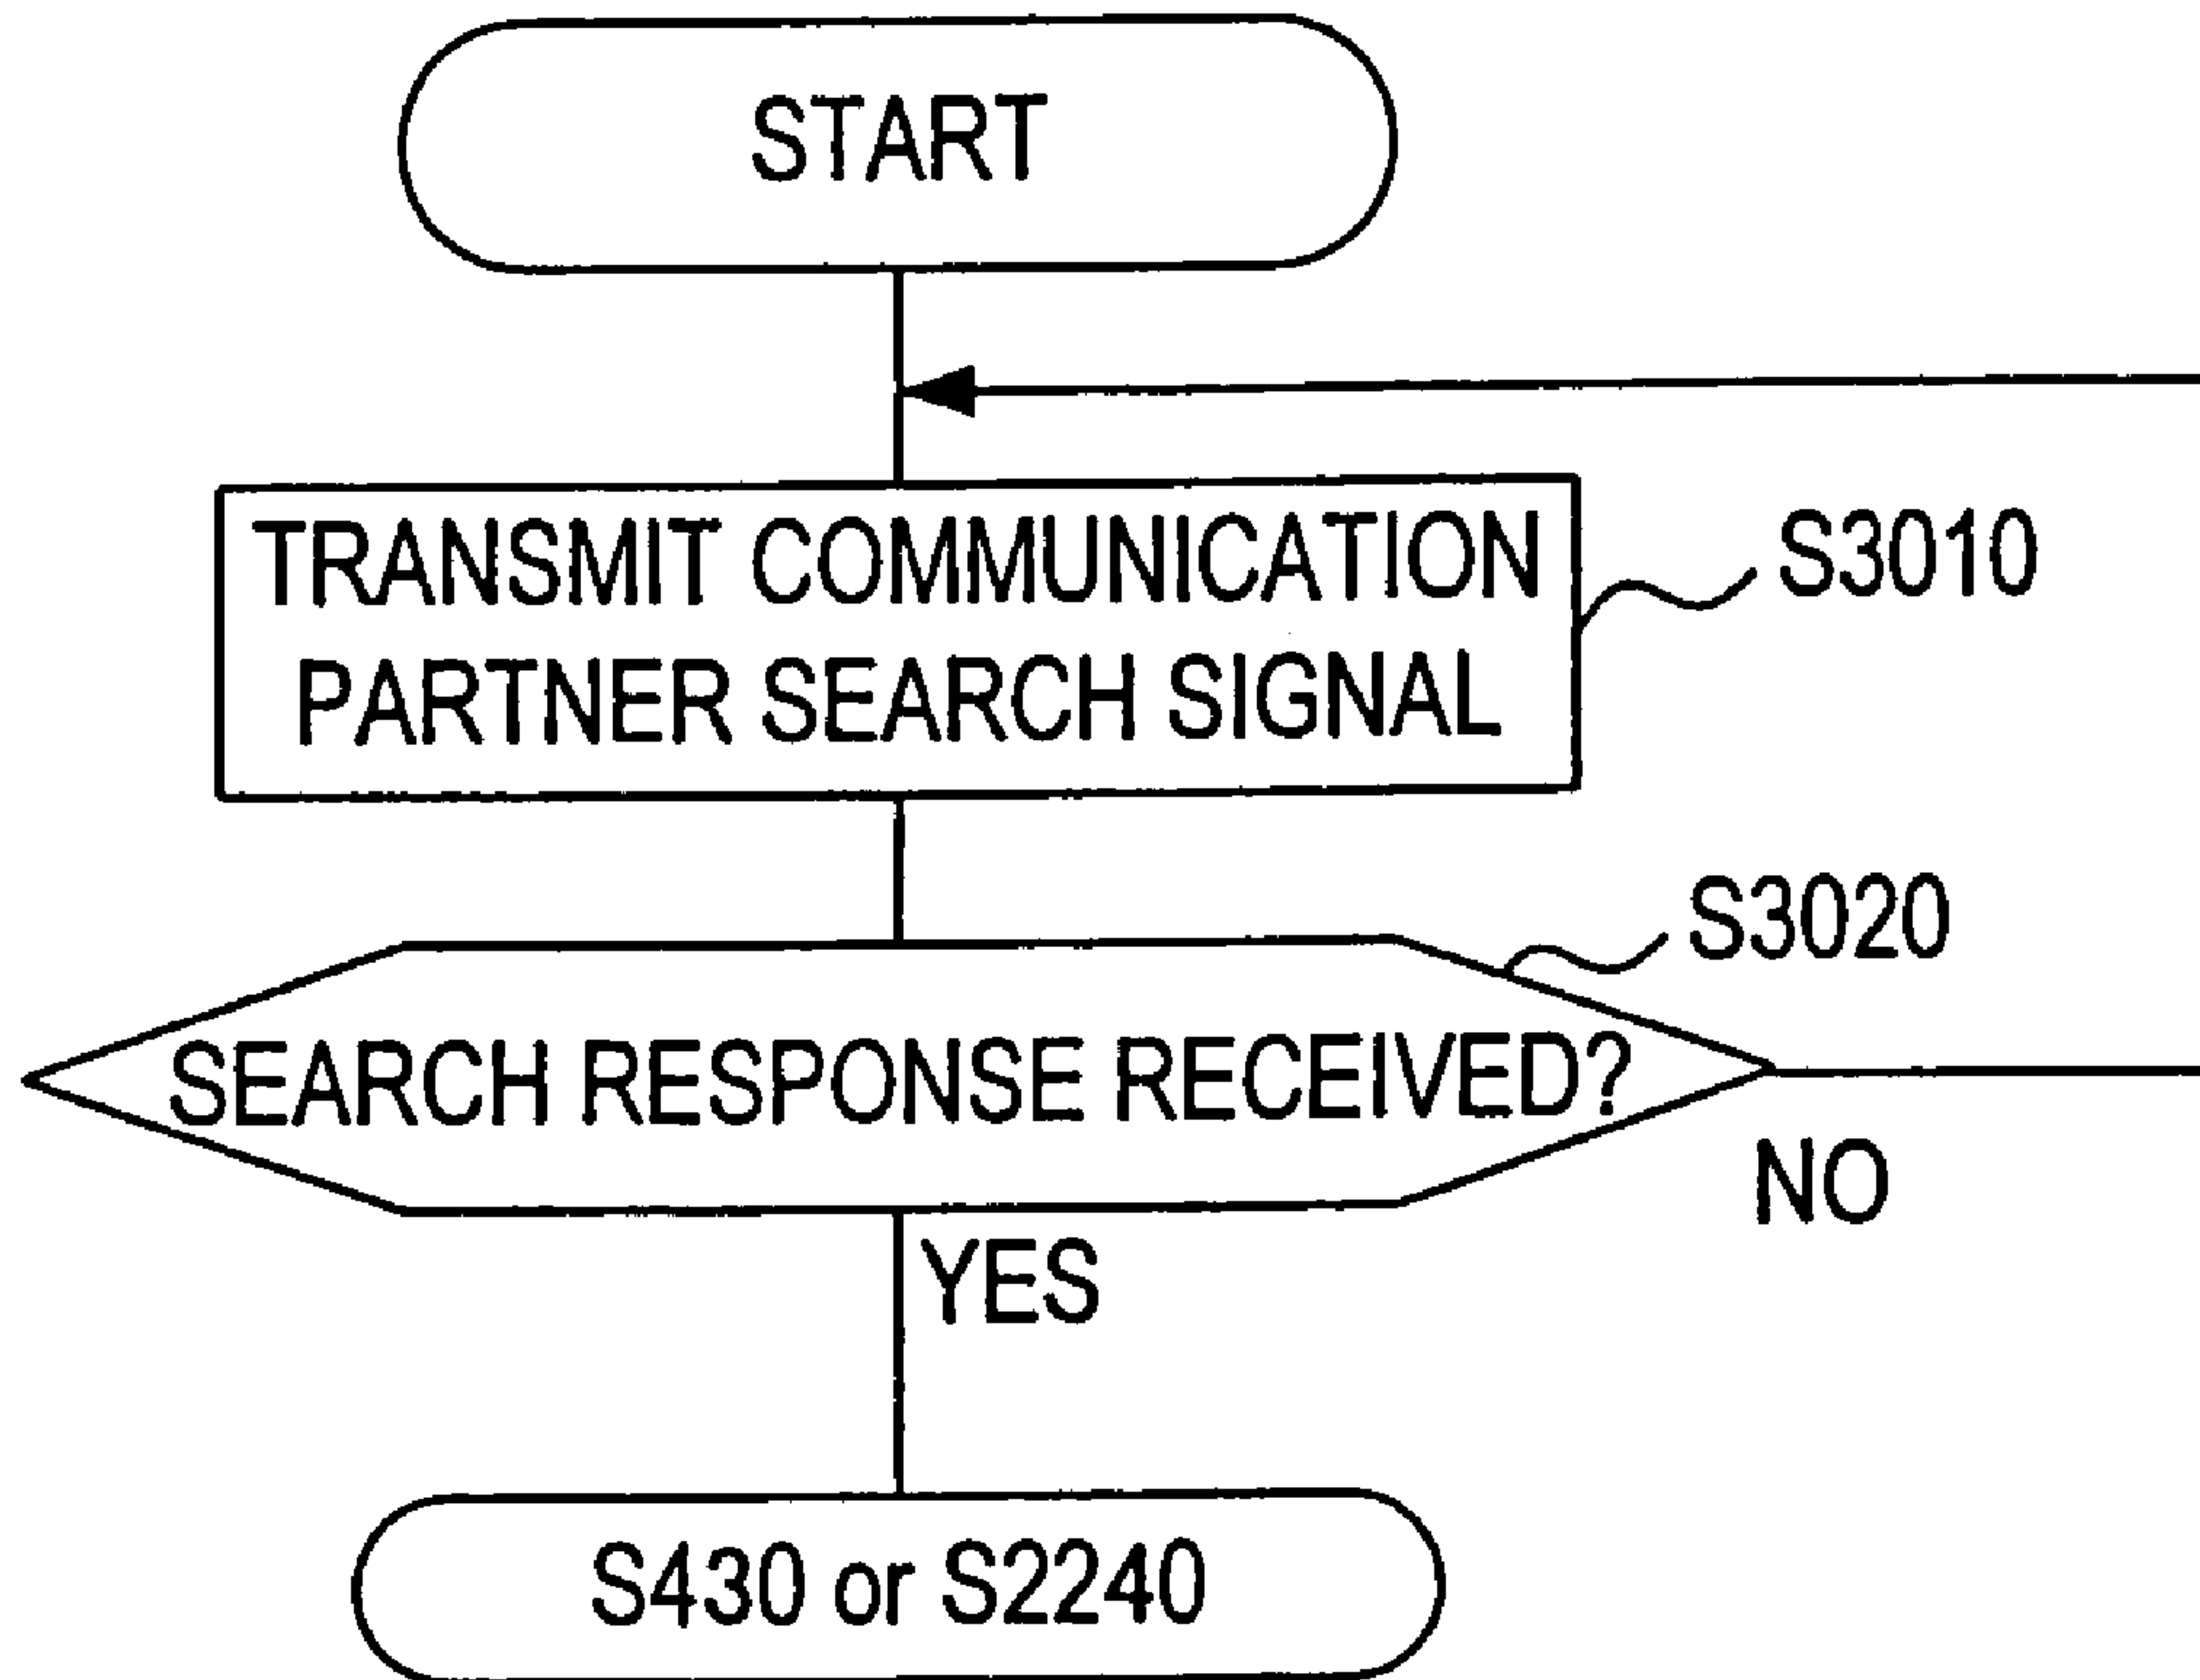 START
TRANSMIT COMMUNICATION
PARTNER SEARCH SIGNAL
S3010
S3020
SEARCH RESPONSE RECEIVED?
NO
YES
S430 or S2240